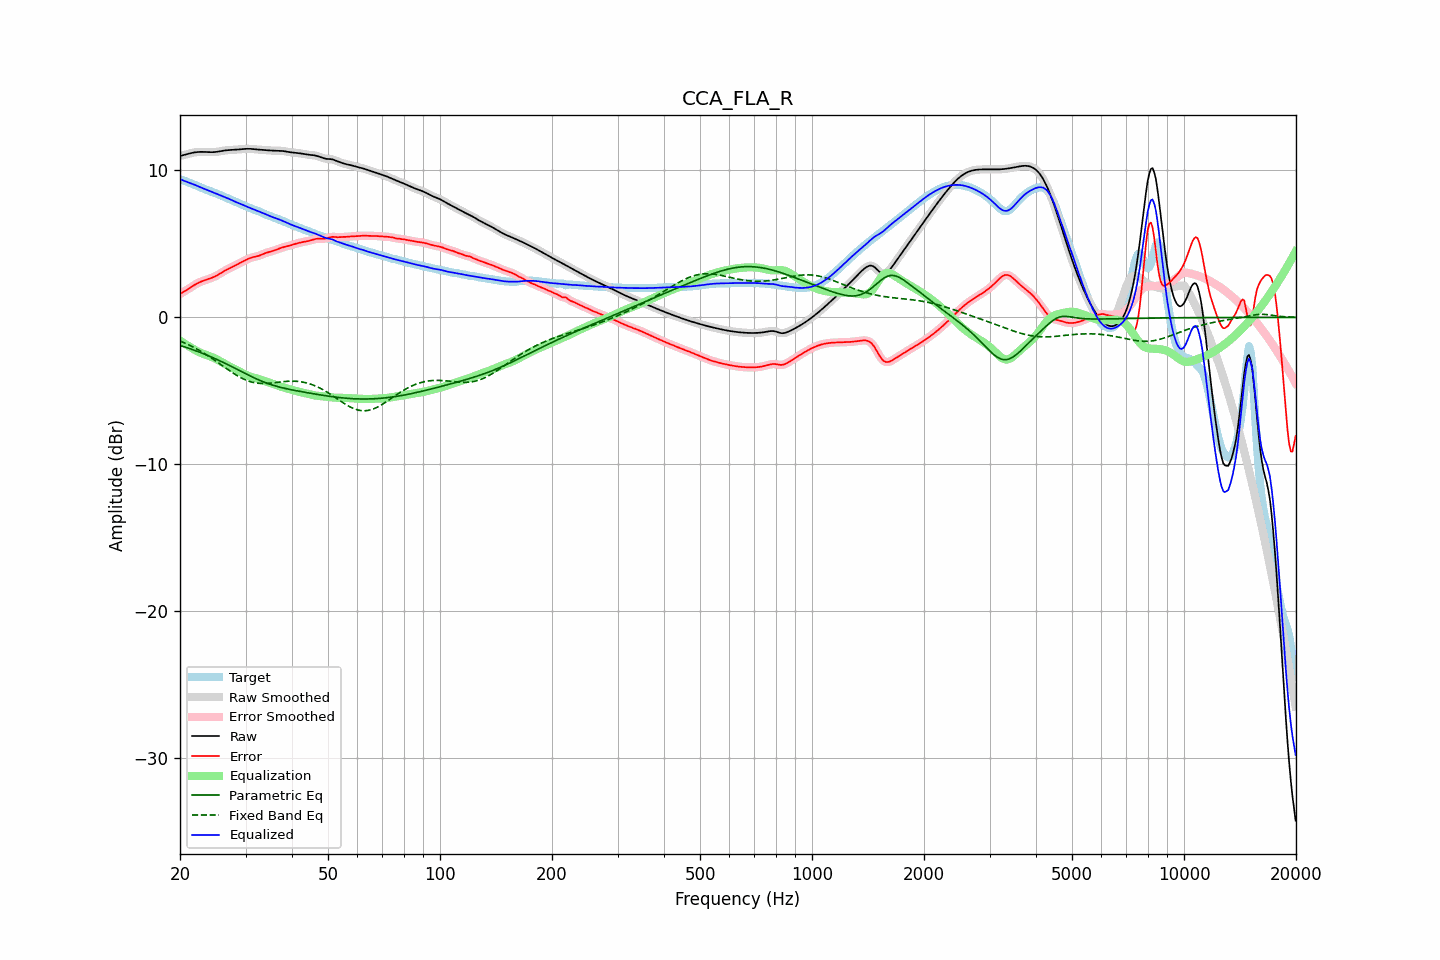 CCA_FLA_R
Amplitude (dBr)
10
0
−10
−20
−30
Target
Raw Smoothed
Error Smoothed
Raw
Error
Equalization
Parametric Eq
Fixed Band Eq
Equalized
20 50 100 200 500 1000 2000 5000 10000 20000
Frequency (Hz)